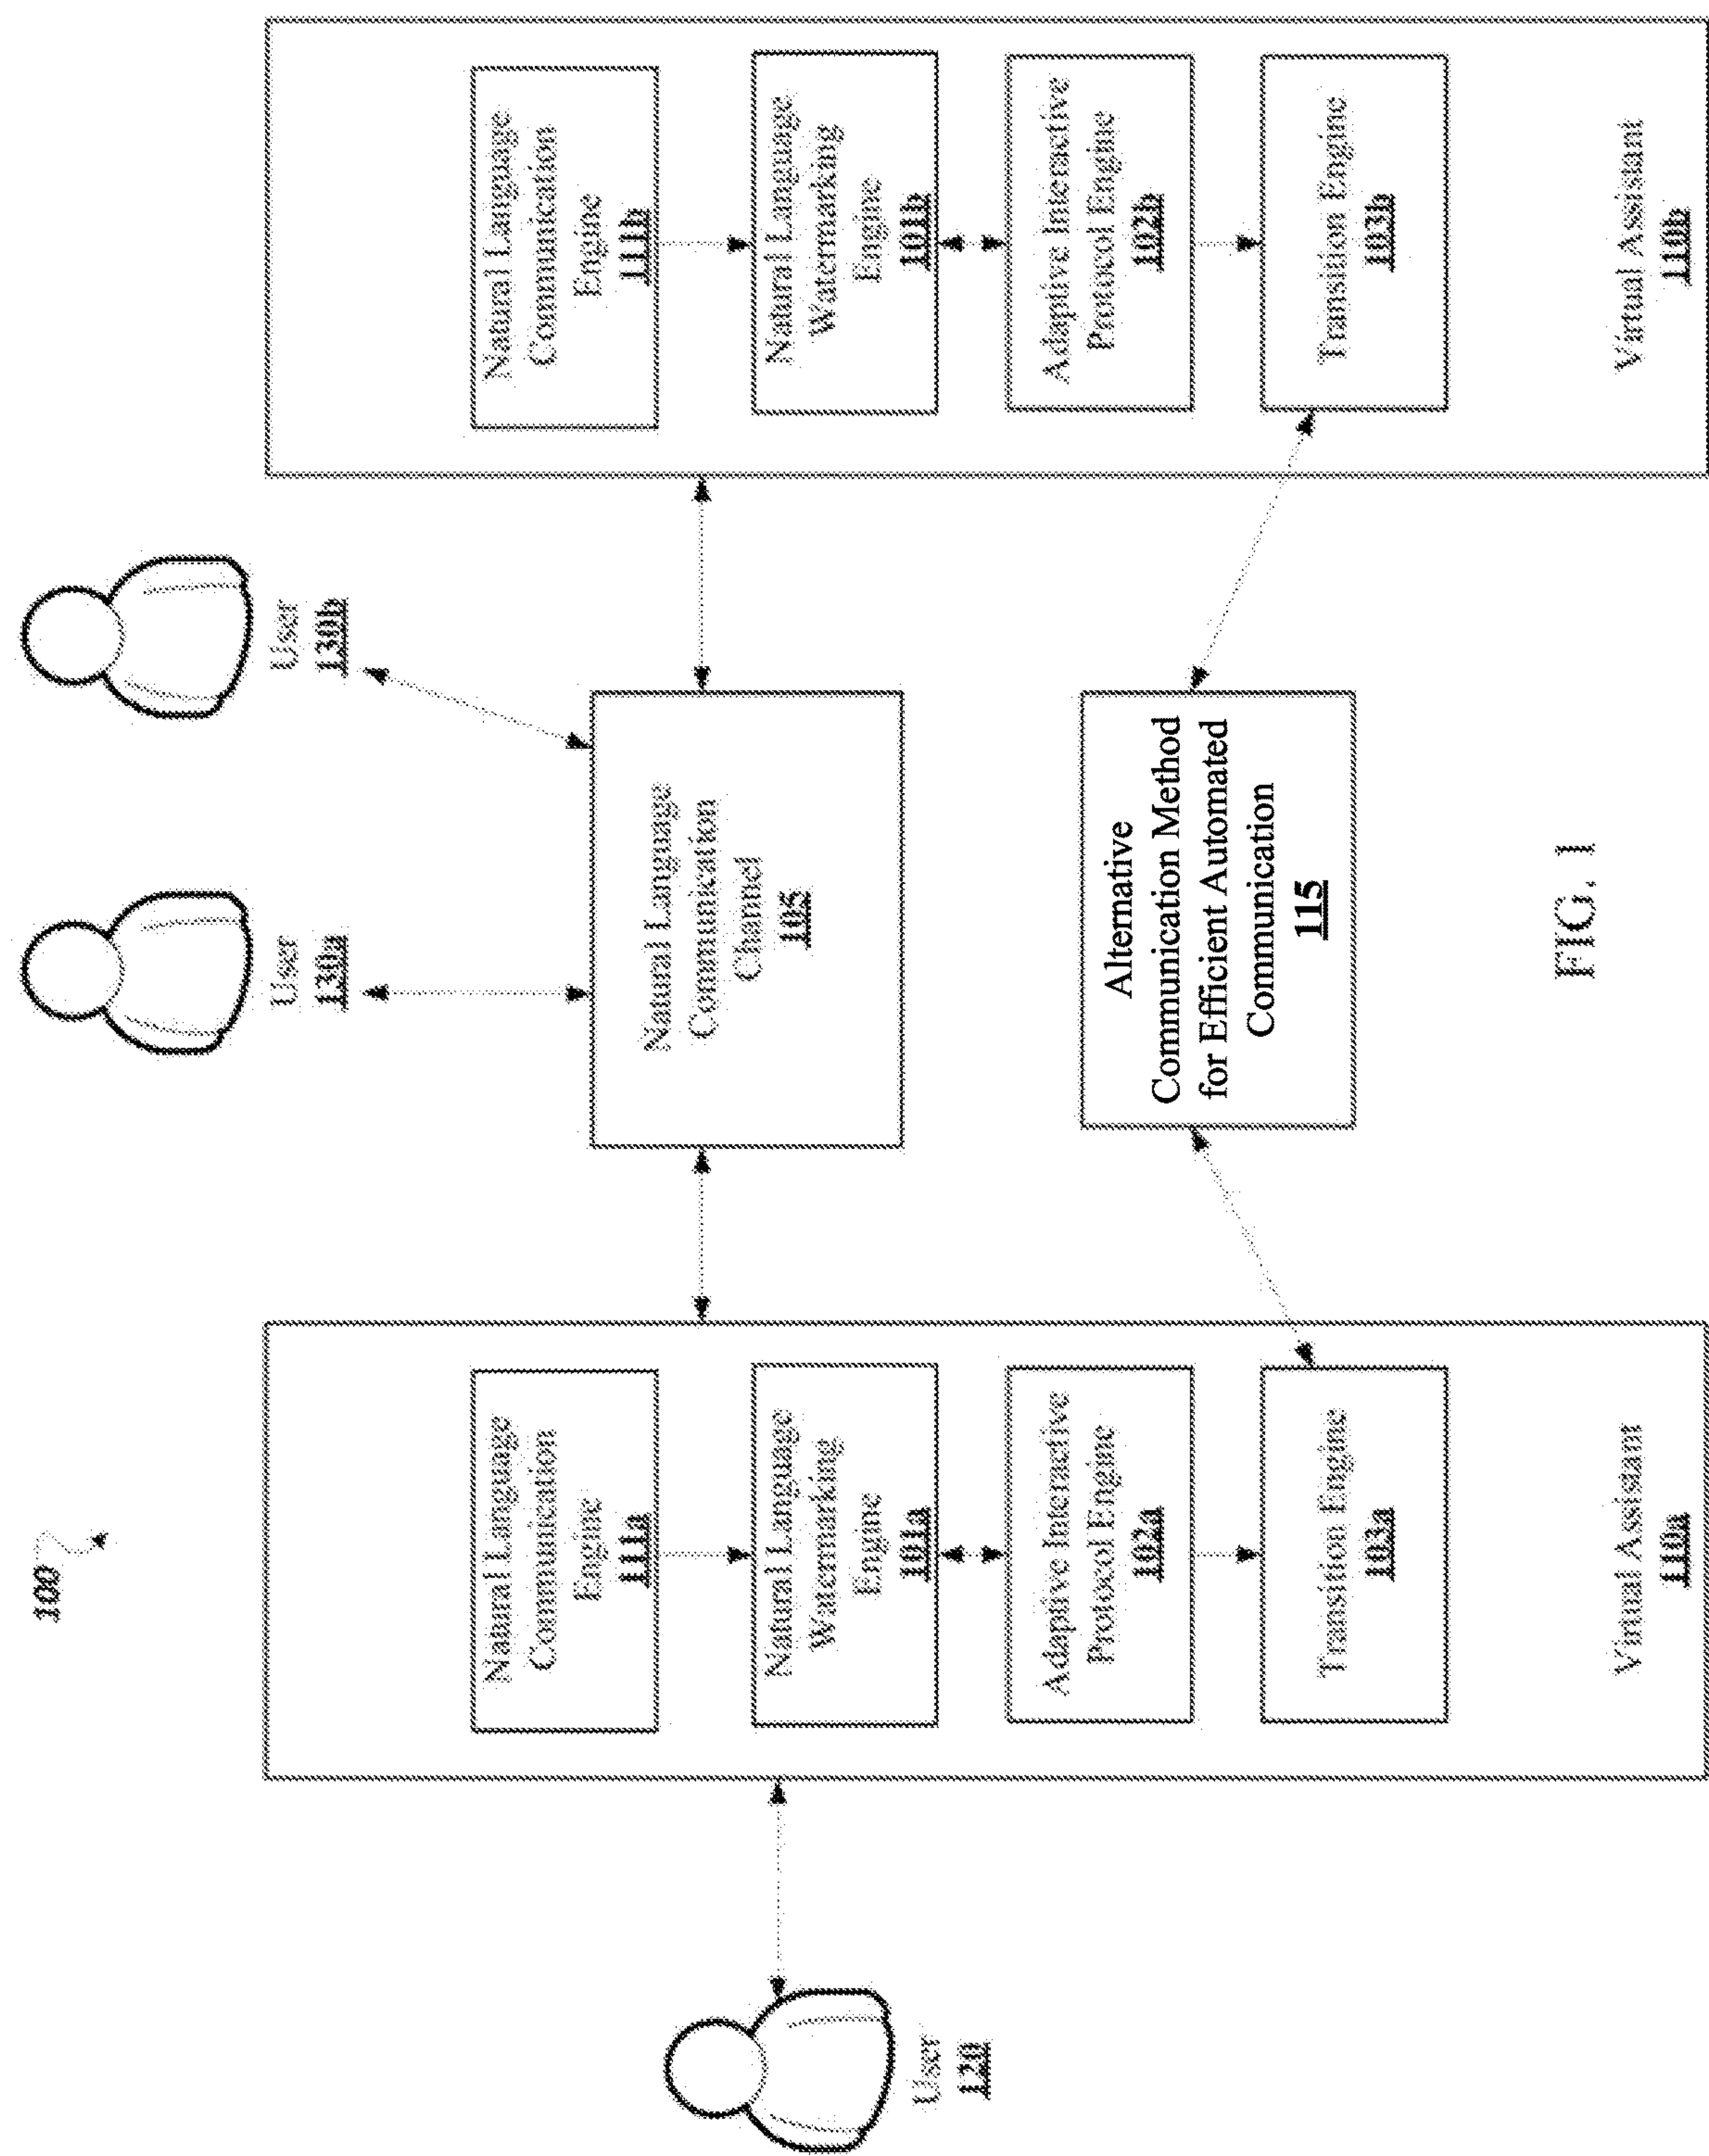 100
User
130a
User
130b
User
120
Natural Language
Communication
Engine
111a
Natural Language
Watermarking
Engine
101a
Adaptive Interactive
Protocol Engine
102a
Transition Engine
103a
Virtual Assistant
110a
Natural Language
Communication
Channel
105
Alternative
Communication Method
for Efficient Automated
Communication
115
Natural Language
Communication
Engine
111b
Natural Language
Watermarking
Engine
101b
Adaptive Interactive
Protocol Engine
102b
Transition Engine
103b
Virtual Assistant
110b
FIG. 1